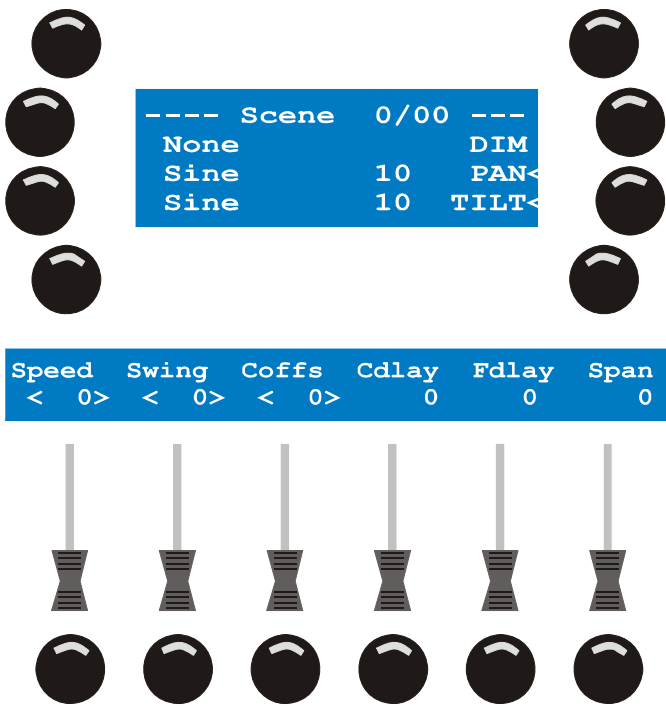 ---- Scene 0/00 ---
None DIM
Sine 10 PAN<
Sine 10 TILT<
Speed Swing Coffs Cdlay Fdlay Span
< 0> < 0> < 0> 0 0 0